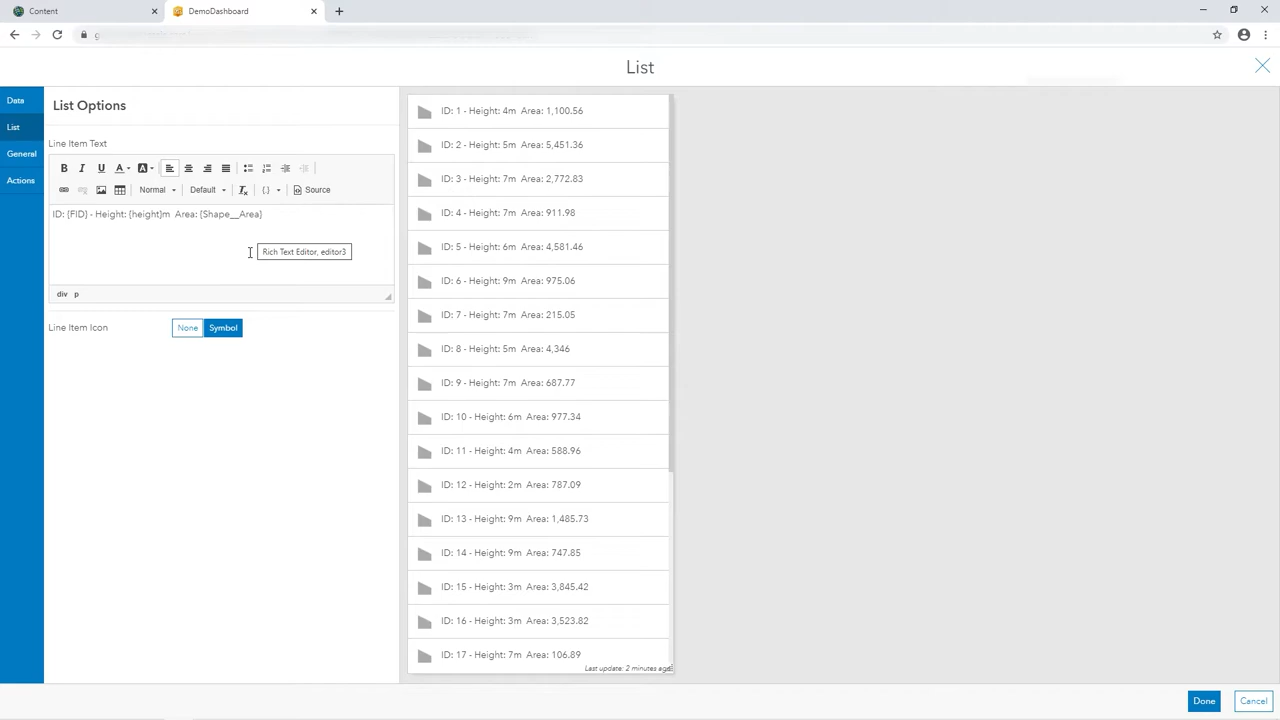 Content
DemoDashboard
List
Data
List
General
Actions
List Options
Line Item Text
B I U A A
Normal Default {} Source
ID: {FID} - Height: {height}m Area: {Shape__Area}
Rich Text Editor, editor3
div p
Line Item Icon
None Symbol
ID: 1 - Height: 4m Area: 1,100.56
ID: 2 - Height: 5m Area: 5,451.36
ID: 3 - Height: 7m Area: 2,772.83
ID: 4 - Height: 7m Area: 911.98
ID: 5 - Height: 6m Area: 4,581.46
ID: 6 - Height: 9m Area: 975.06
ID: 7 - Height: 7m Area: 215.05
ID: 8 - Height: 5m Area: 4,346
ID: 9 - Height: 7m Area: 687.77
ID: 10 - Height: 6m Area: 977.34
ID: 11 - Height: 4m Area: 588.96
ID: 12 - Height: 2m Area: 787.09
ID: 13 - Height: 9m Area: 1,485.73
ID: 14 - Height: 9m Area: 747.85
ID: 15 - Height: 3m Area: 3,845.42
ID: 16 - Height: 3m Area: 3,523.82
ID: 17 - Height: 7m Area: 106.89
Last update: 2 minutes ago
Done
Cancel